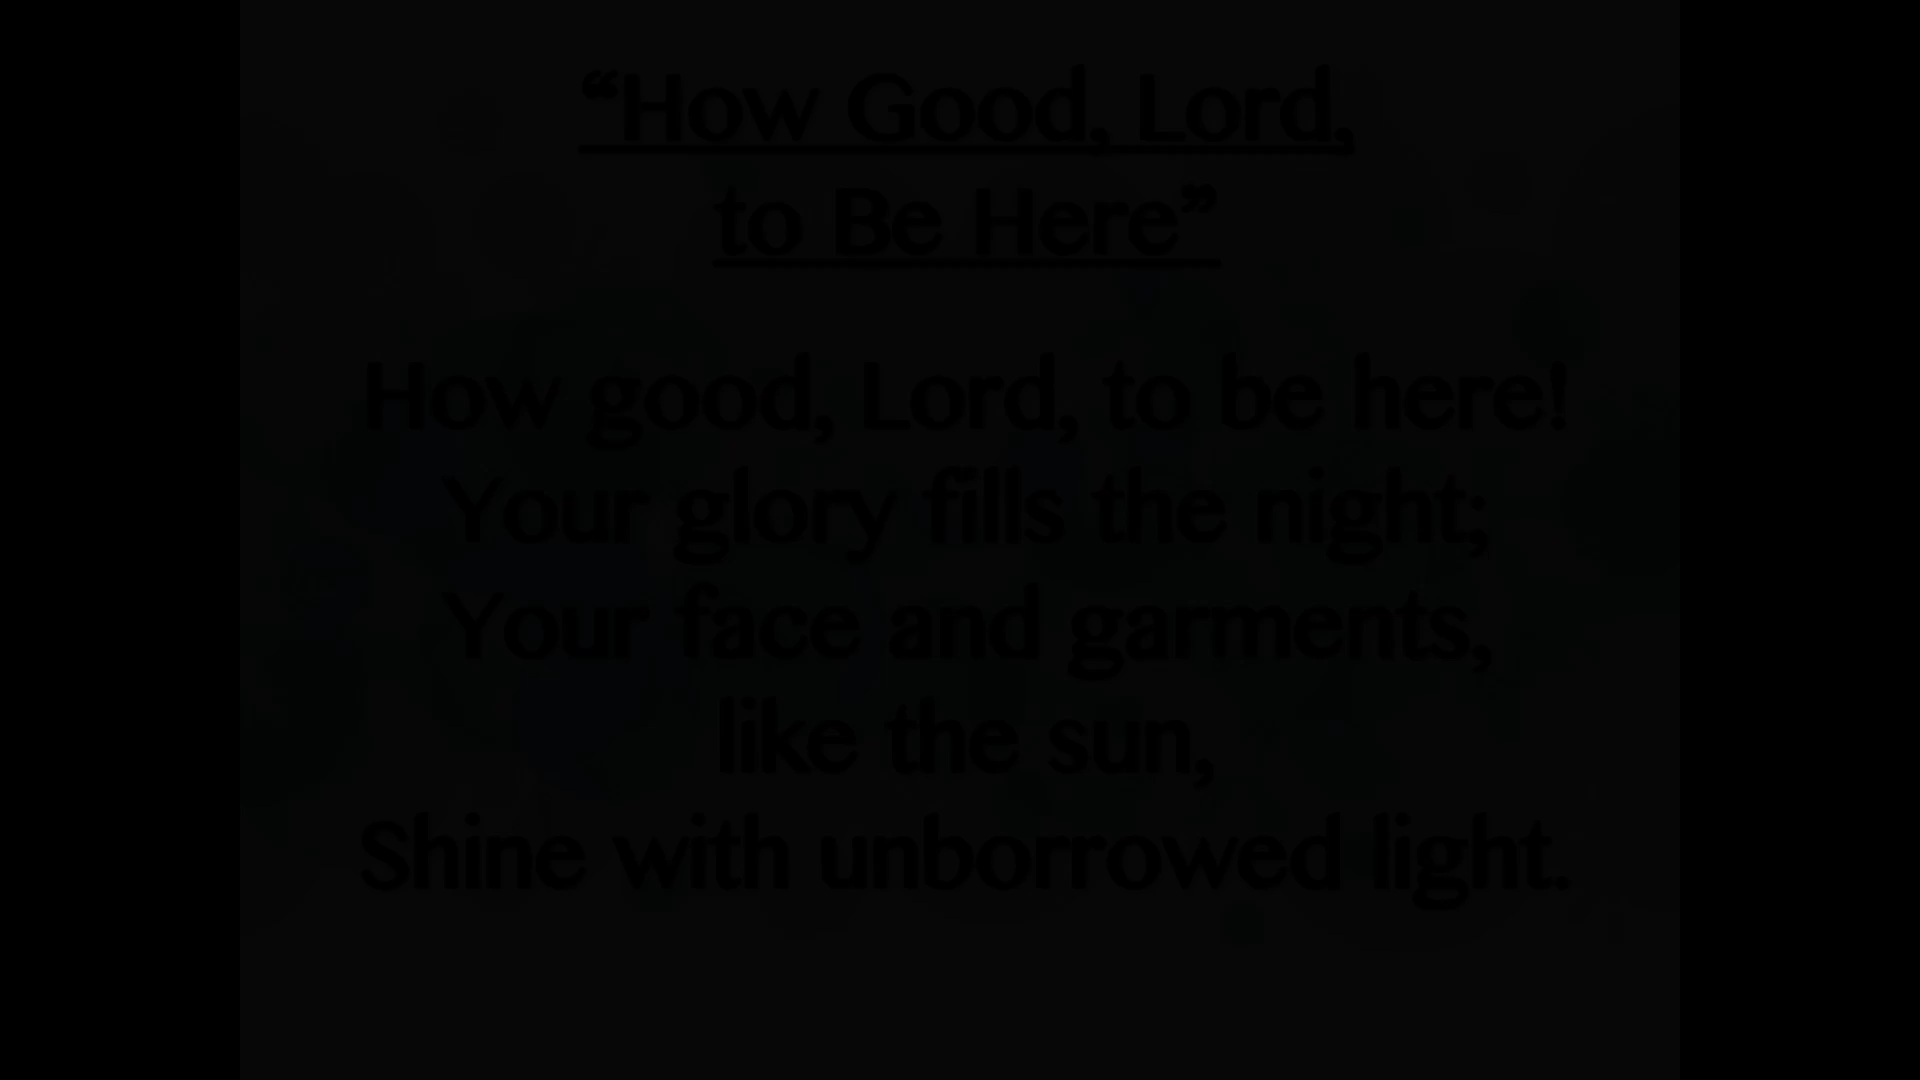 “How Good, Lord,
to Be Here”
How good, Lord, to be here!
Your glory fills the night;
Your face and garments,
like the sun,
Shine with unborrowed light.